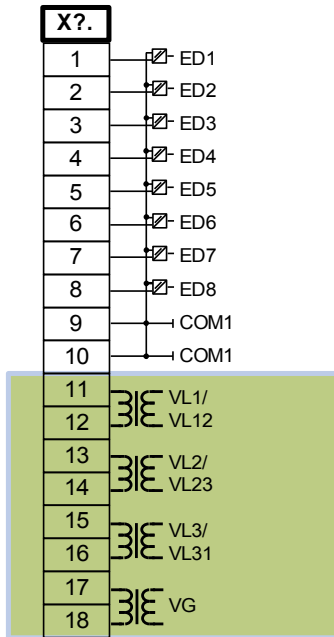 X?.
1 ED1
2 ED2
3 ED3
4 ED4
5 ED5
6 ED6
7 ED7
8 ED8
9 COM1
10 COM1
11 VL1/
12 VL12
13 VL2/
14 VL23
15 VL3/
16 VL31
17
VG
18